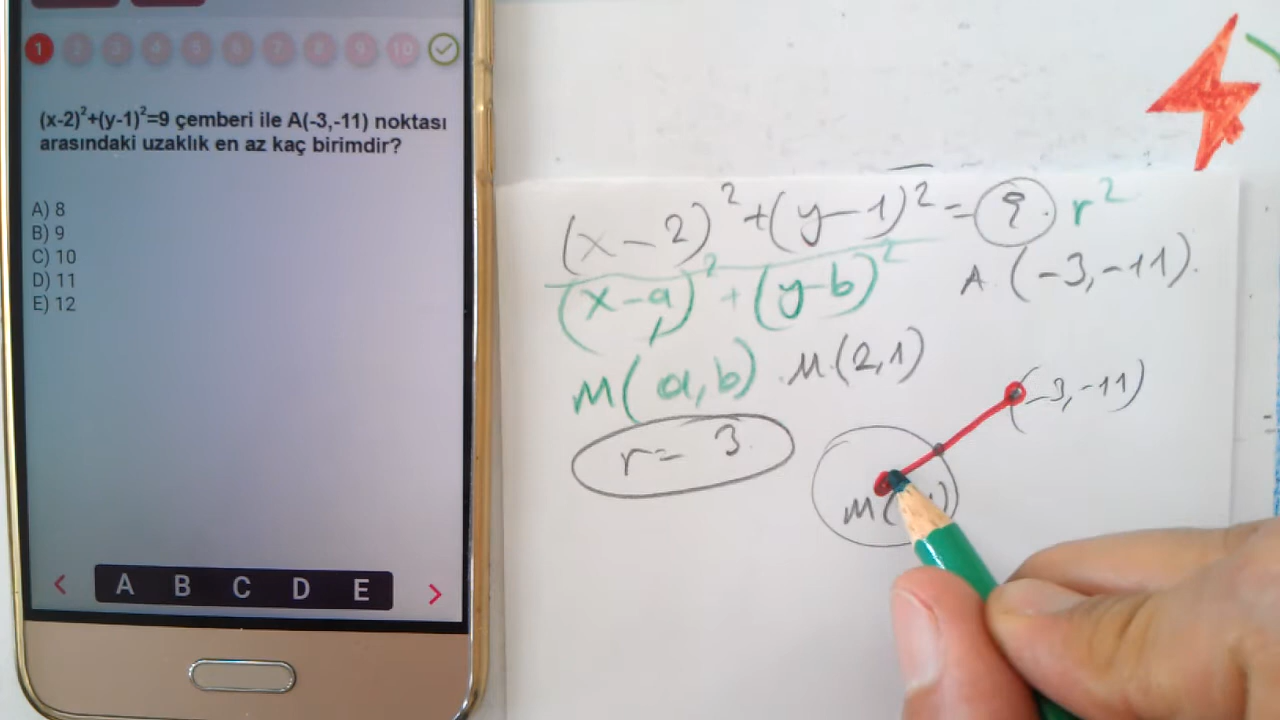 1 2 3 4 5 6 7 8 9 10
(x-2)²+(y-1)²=9 çemberi ile A(-3,-11) noktası
arasındaki uzaklık en az kaç birimdir?
A) 8
B) 9
C) 10
D) 11
E) 12
< A B C D E >
(x-2)²+(y-1)²=9. r²
(x-a)²+(y-b)²
A.(-3,-11).
M(a,b) .M.(2,1)
r=3
(-3,-11)
M(